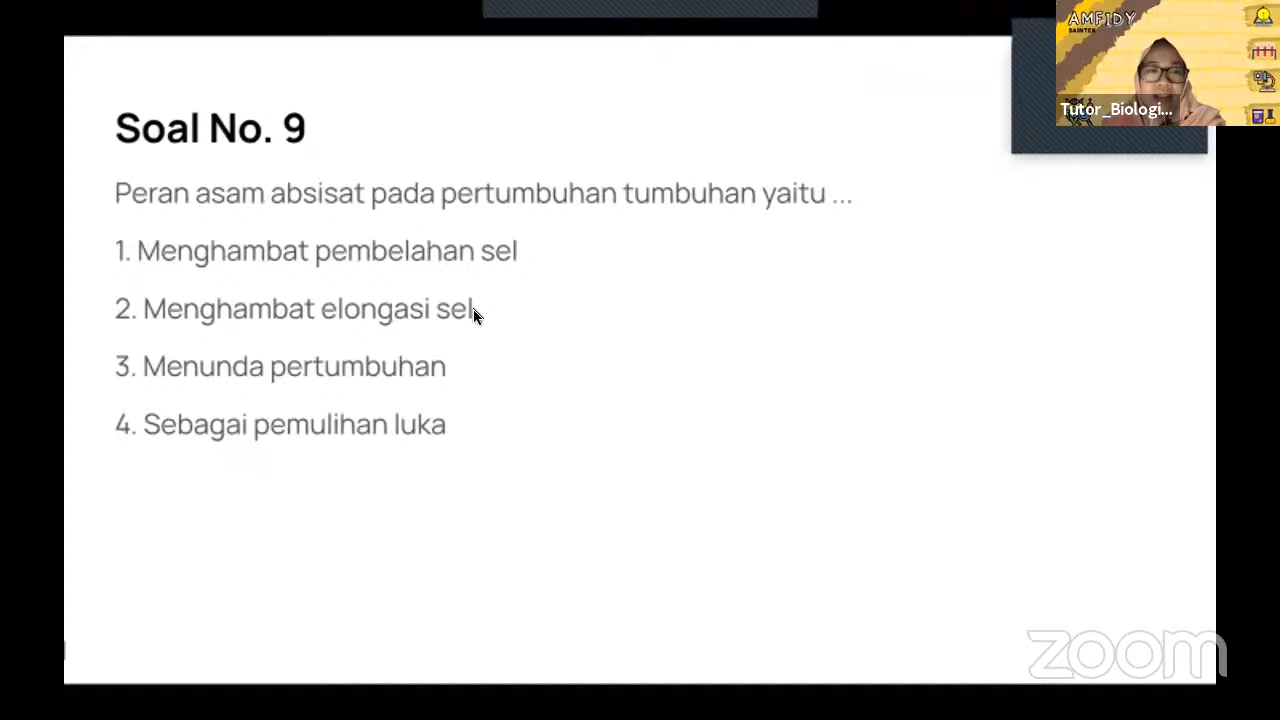 AMFIDY
SAINTEK
Tutor_Biologi...
Soal No. 9
Peran asam absisat pada pertumbuhan tumbuhan yaitu ...
1. Menghambat pembelahan sel
2. Menghambat elongasi sel
3. Menunda pertumbuhan
4. Sebagai pemulihan luka
zoom